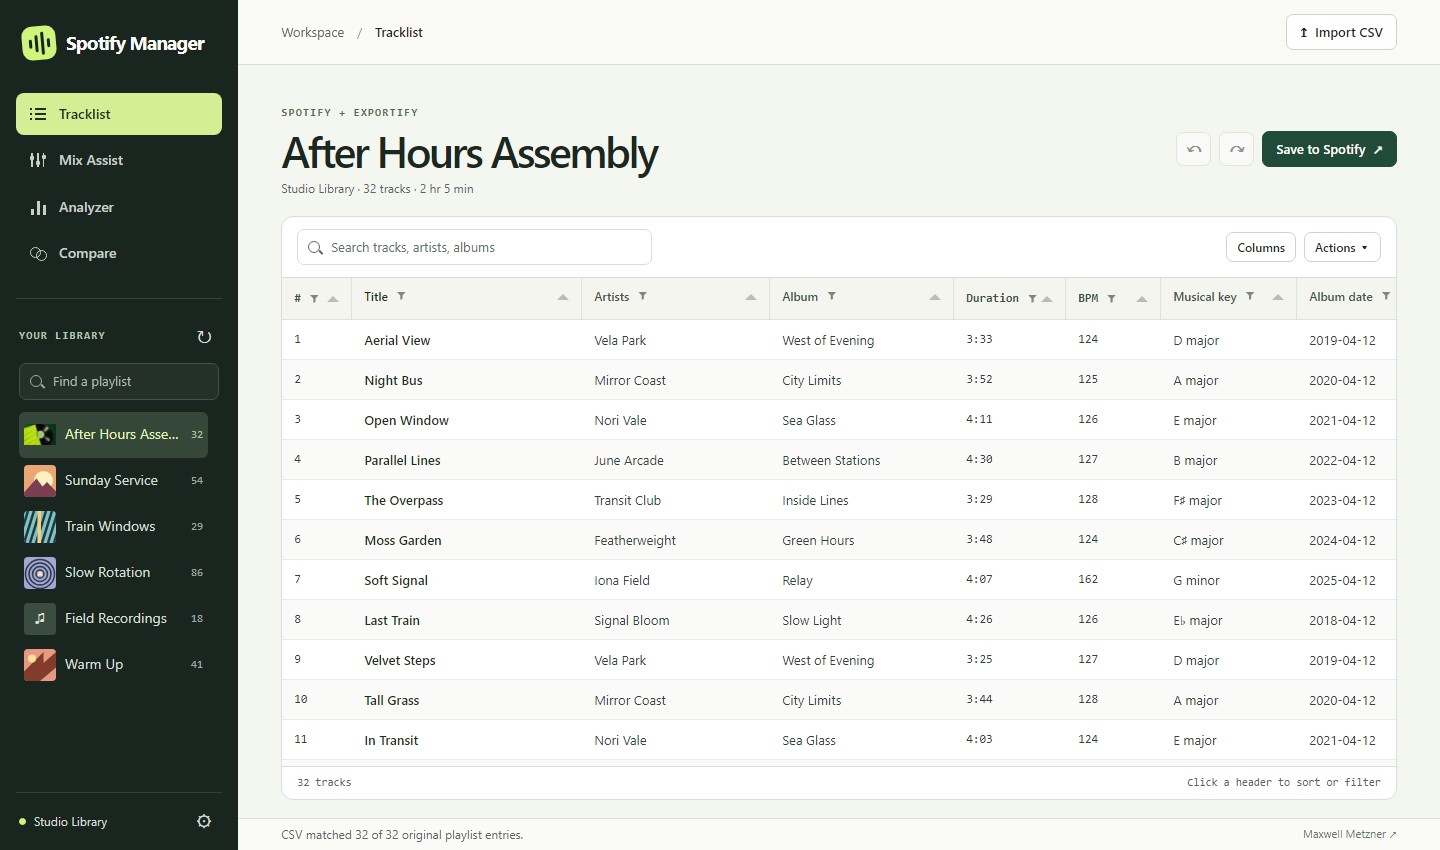 Spotify Manager
Tracklist
Mix Assist
Analyzer
Compare
YOUR LIBRARY
Find a playlist
After Hours Asse... 32
Sunday Service 54
Train Windows 29
Slow Rotation 86
Field Recordings 18
Warm Up 41
Studio Library
Workspace / Tracklist
Import CSV
SPOTIFY + EXPORTIFY
After Hours Assembly
Studio Library · 32 tracks · 2 hr 5 min
Save to Spotify ↗
Search tracks, artists, albums
Columns
Actions
# Title Artists Album Duration BPM Musical key Album date
1 Aerial View Vela Park West of Evening 3:33 124 D major 2019-04-12
2 Night Bus Mirror Coast City Limits 3:52 125 A major 2020-04-12
3 Open Window Nori Vale Sea Glass 4:11 126 E major 2021-04-12
4 Parallel Lines June Arcade Between Stations 4:30 127 B major 2022-04-12
5 The Overpass Transit Club Inside Lines 3:29 128 F♯ major 2023-04-12
6 Moss Garden Featherweight Green Hours 3:48 124 C♯ major 2024-04-12
7 Soft Signal Iona Field Relay 4:07 162 G minor 2025-04-12
8 Last Train Signal Bloom Slow Light 4:26 126 E♭ major 2018-04-12
9 Velvet Steps Vela Park West of Evening 3:25 127 D major 2019-04-12
10 Tall Grass Mirror Coast City Limits 3:44 128 A major 2020-04-12
11 In Transit Nori Vale Sea Glass 4:03 124 E major 2021-04-12
32 tracks
Click a header to sort or filter
CSV matched 32 of 32 original playlist entries.
Maxwell Metzner ↗